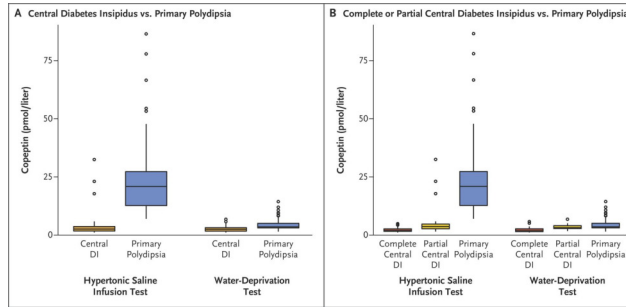 A Central Diabetes Insipidus vs. Primary Polydipsia
Copeptin (pmol/liter)
75
50
25
0
Central DI
Primary Polydipsia
Central DI
Primary Polydipsia
Hypertonic Saline Infusion Test
Water-Deprivation Test
B Complete or Partial Central Diabetes Insipidus vs. Primary Polydipsia
Copeptin (pmol/liter)
75
50
25
0
Complete Central DI
Partial Central DI
Primary Polydipsia
Complete Central DI
Partial Central DI
Primary Polydipsia
Hypertonic Saline Infusion Test
Water-Deprivation Test